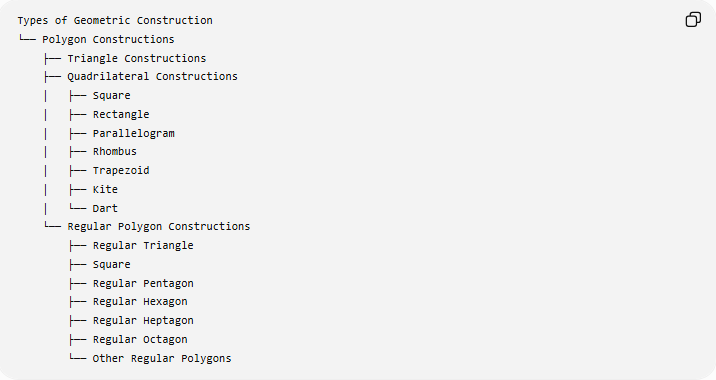 Types of Geometric Construction
└── Polygon Constructions
    ├── Triangle Constructions
    ├── Quadrilateral Constructions
    │   ├── Square
    │   ├── Rectangle
    │   ├── Parallelogram
    │   ├── Rhombus
    │   ├── Trapezoid
    │   ├── Kite
    │   └── Dart
    └── Regular Polygon Constructions
        ├── Regular Triangle
        ├── Square
        ├── Regular Pentagon
        ├── Regular Hexagon
        ├── Regular Heptagon
        ├── Regular Octagon
        └── Other Regular Polygons